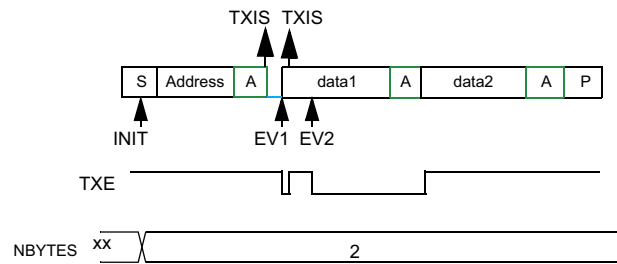 TXIS TXIS
S Address A data1 A data2 A P
INIT EV1 EV2
TXE
NBYTES xx 2